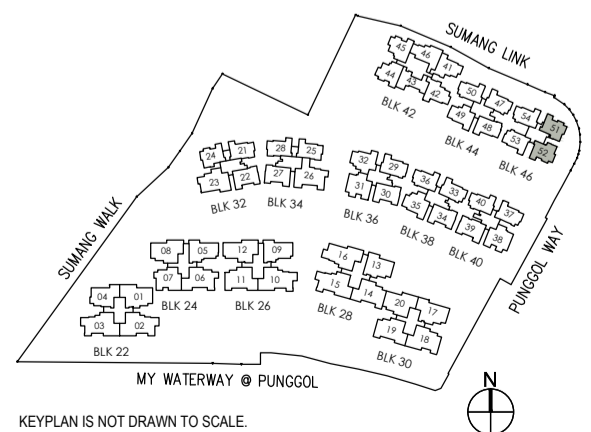 SUMANG LINK
45 46 41
44 43 42
BLK 42
50 47
49 48
BLK 44
54 51
53 52
BLK 46
24 21
23 22
BLK 32
28 25
27 26
BLK 34
32 29
31 30
BLK 36
36 33
35 34
BLK 38
40 37
39 38
BLK 40
SUMANG WALK
PUNGGOL WAY
08 05
07 06
BLK 24
12 09
11 10
BLK 26
16 13
15 14
BLK 28
20 17
19 18
BLK 30
04 01
03 02
BLK 22
MY WATERWAY @ PUNGGOL
N
KEYPLAN IS NOT DRAWN TO SCALE.